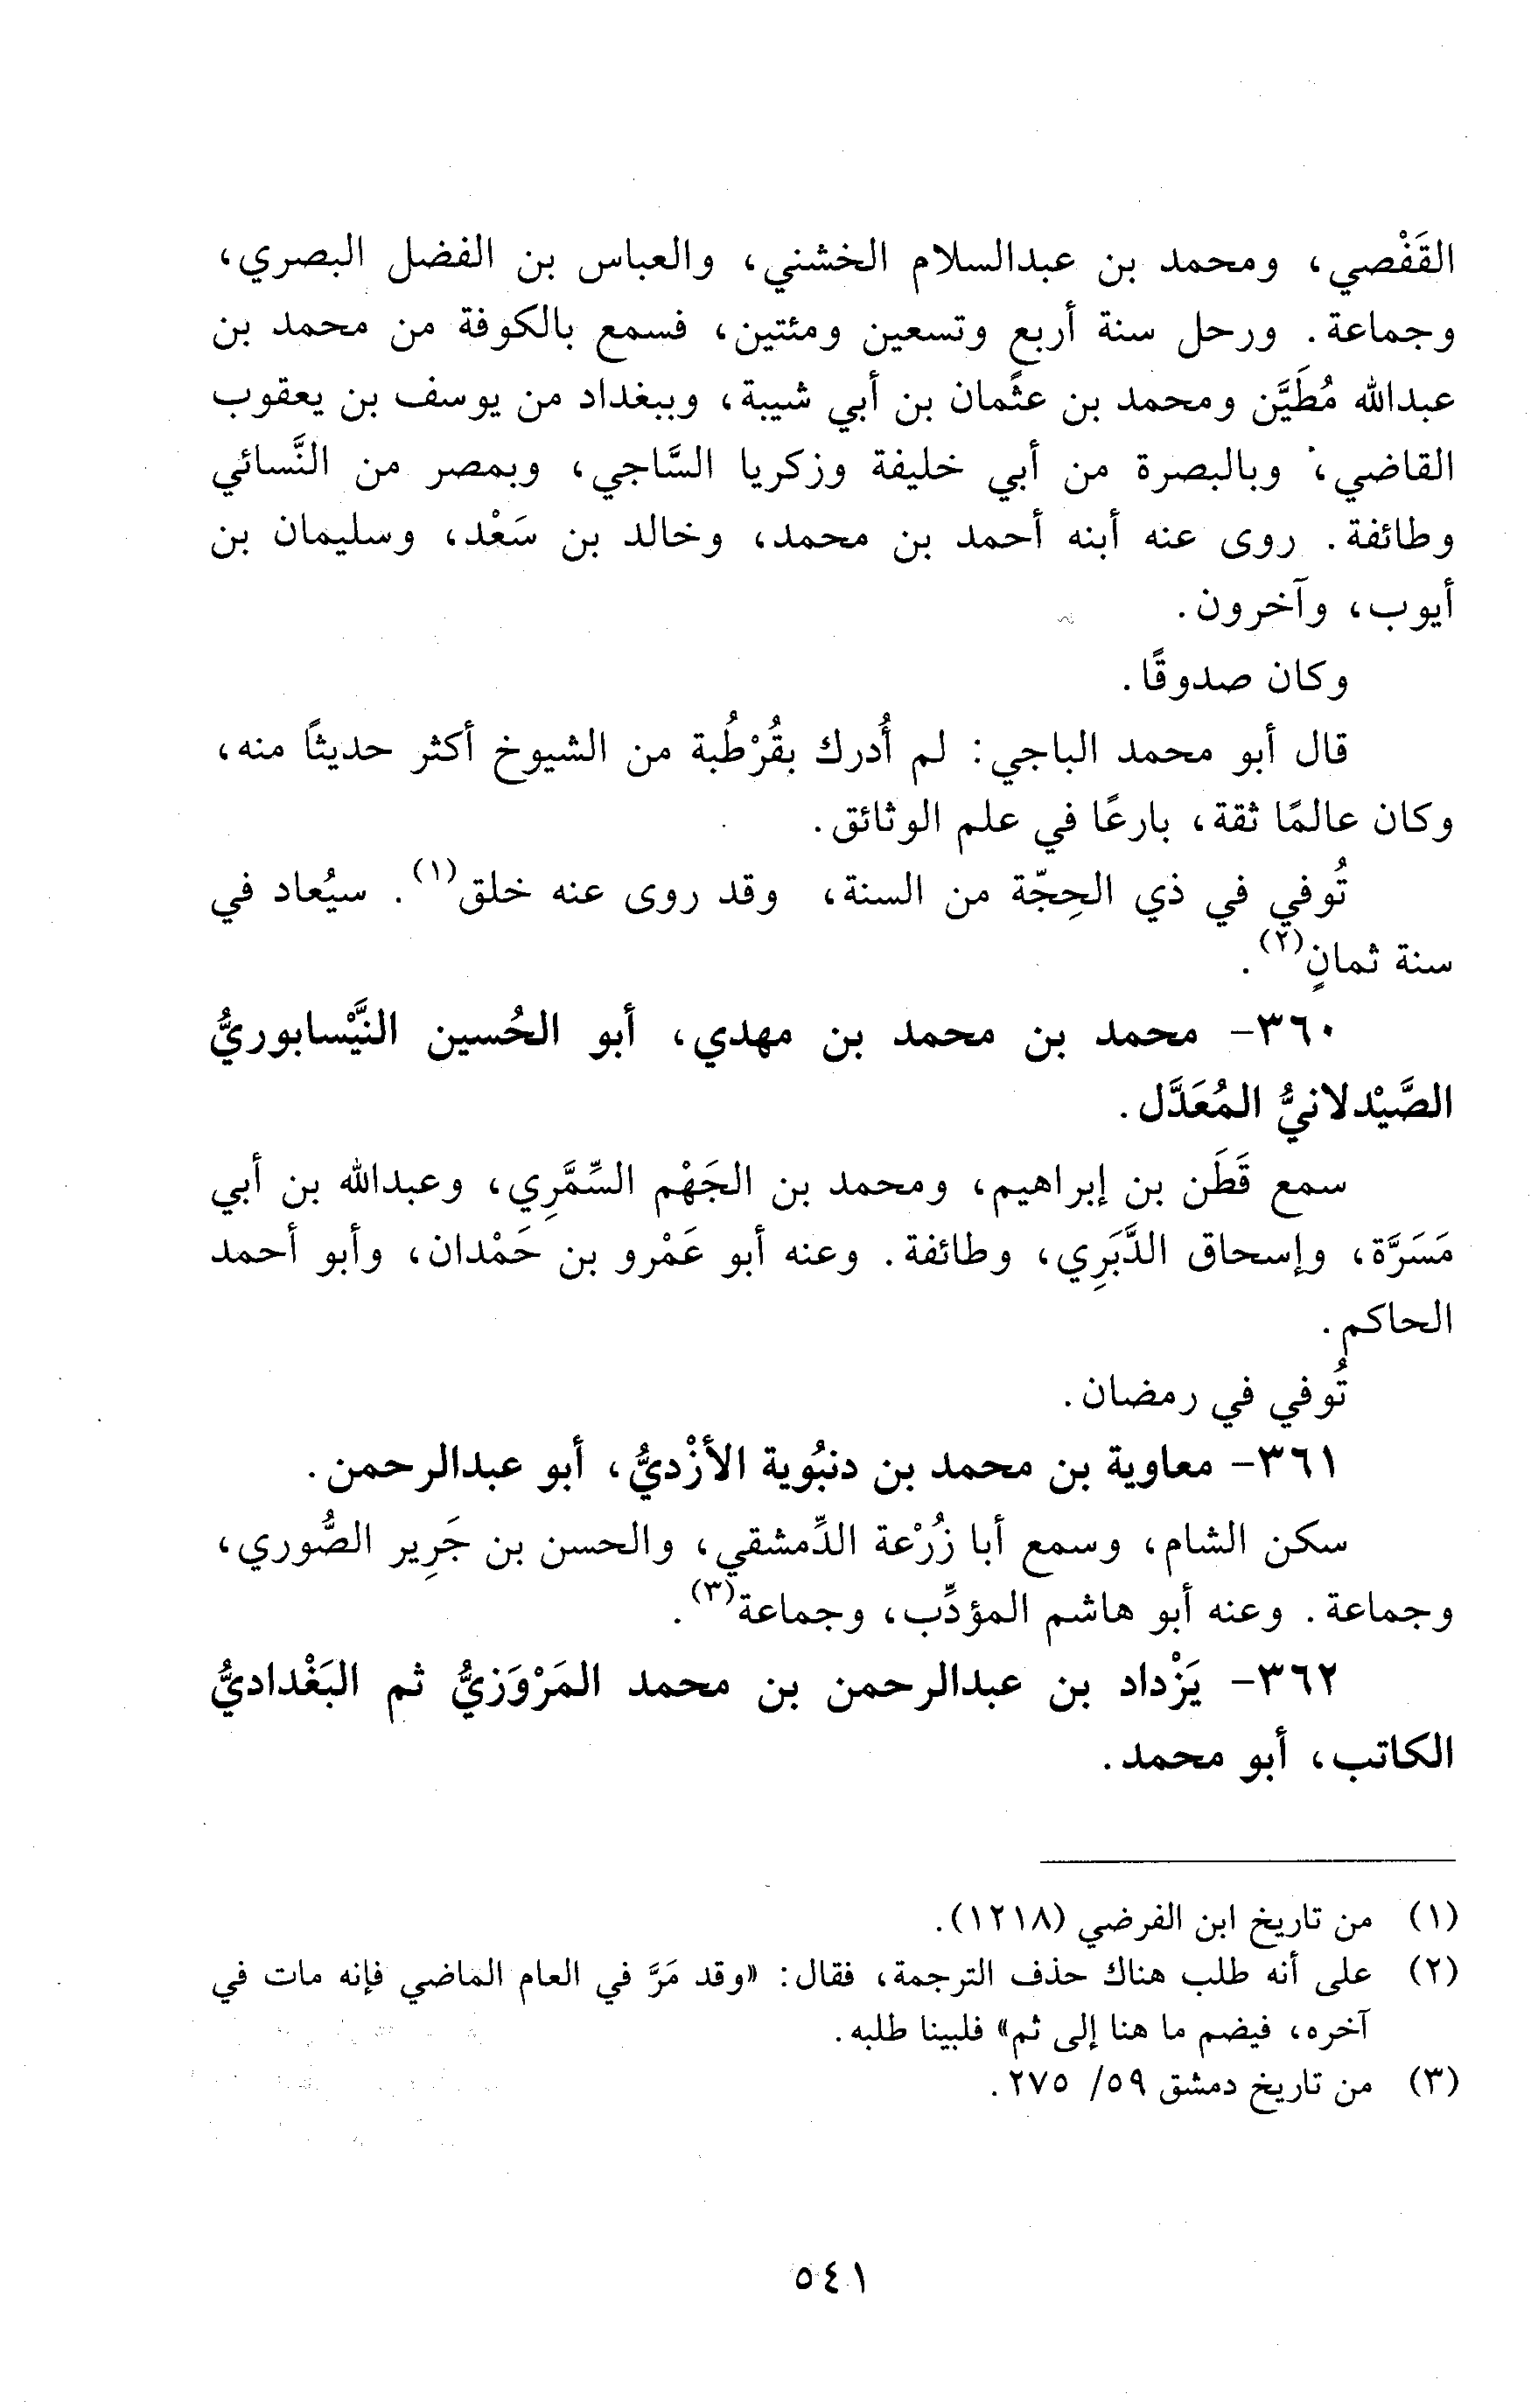 القَفْصي، ومحمد بن عبدالسلام الخشني، والعباس بن الفضل البصري،
وجماعة. ورحل سنة أربع وتسعين ومئتين، فسمع بالكوفة من محمد بن
عبدالله مُطَيَّن ومحمد بن عثمان بن أبي شيبة، وببغداد من يوسف بن يعقوب
القاضي، وبالبصرة من أبي خليفة وزكريا السَّاجي، وبمصر من النَّسائي
وطائفة. روى عنه أبنه أحمد بن محمد، وخالد بن سَعْد، وسليمان بن
أيوب، وآخرون.
وكان صدوقًا.
قال أبو محمد الباجي: لم أُدرك بقُرْطُبة من الشيوخ أكثر حديثًا منه،
وكان عالمًا ثقة، بارعًا في علم الوثائق.
تُوفي في ذي الحِجّة من السنة، وقد روى عنه خلق(١). سيُعاد في
سنة ثمانٍ(٢).
٣٦٠- محمد بن محمد بن مهدي، أبو الحُسين النَّيْسابوريُّ
الصَّيْدلانيُّ المُعَدَّل.
سمع قَطَن بن إبراهيم، ومحمد بن الجَهْم السِّمَّرِي، وعبدالله بن أبي
مَسَرَّة، وإسحاق الدَّبَرِي، وطائفة. وعنه أبو عَمْرو بن حَمْدان، وأبو أحمد
الحاكم.
تُوفي في رمضان.
٣٦١- معاوية بن محمد بن دنبُوية الأزْديُّ، أبو عبدالرحمن.
سكن الشام، وسمع أبا زُرْعة الدِّمشقي، والحسن بن جَرِير الصُّوري،
وجماعة. وعنه أبو هاشم المؤدِّب، وجماعة(٣).
٣٦٢- يَزْداد بن عبدالرحمن بن محمد المَرْوَزيُّ ثم البَغْداديُّ
الكاتب، أبو محمد.
(١) من تاريخ ابن الفرضي (١٢١٨).
(٢) على أنه طلب هناك حذف الترجمة، فقال: «وقد مَرَّ في العام الماضي فإنه مات في
آخره، فيضم ما هنا إلى ثم» فلبينا طلبه.
(٣) من تاريخ دمشق ٥٩/ ٢٧٥.
٥٤١